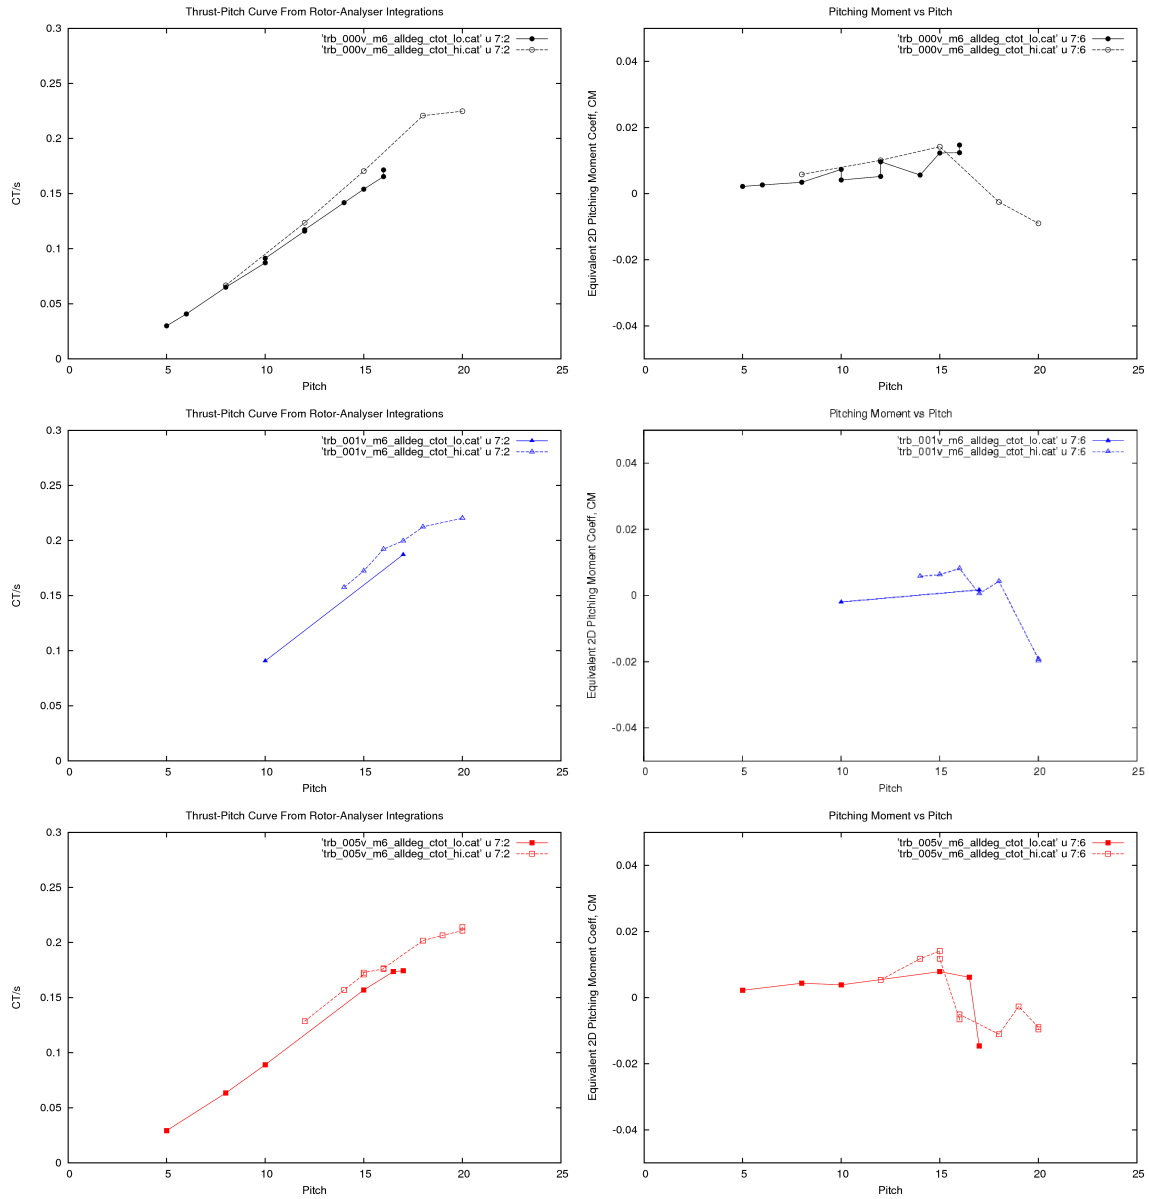 Thrust-Pitch Curve From Rotor-Analyser Integrations
'trb_000v_m6_alldeg_ctot_lo.cat' u 7:2
'trb_000v_m6_alldeg_ctot_hi.cat' u 7:2
0.3
0.25
0.2
0.15
0.1
0.05
0
CT/s
0 5 10 15 20 25
Pitch
Pitching Moment vs Pitch
'trb_000v_m6_alldeg_ctot_lo.cat' u 7:6
'trb_000v_m6_alldeg_ctot_hi.cat' u 7:6
0.04
0.02
0
-0.02
-0.04
Equivalent 2D Pitching Moment Coeff, CM
0 5 10 15 20 25
Pitch
Thrust-Pitch Curve From Rotor-Analyser Integrations
'trb_001v_m6_alldeg_ctot_lo.cat' u 7:2
'trb_001v_m6_alldeg_ctot_hi.cat' u 7:2
0.3
0.25
0.2
0.15
0.1
0.05
0
CT/s
0 5 10 15 20 25
Pitch
Pitching Moment vs Pitch
'trb_001v_m6_alldeg_ctot_lo.cat' u 7:6
'trb_001v_m6_alldeg_ctot_hi.cat' u 7:6
0.04
0.02
0
-0.02
-0.04
Equivalent 2D Pitching Moment Coeff, CM
0 5 10 15 20 25
Pitch
Thrust-Pitch Curve From Rotor-Analyser Integrations
'trb_005v_m6_alldeg_ctot_lo.cat' u 7:2
'trb_005v_m6_alldeg_ctot_hi.cat' u 7:2
0.3
0.25
0.2
0.15
0.1
0.05
0
CT/s
0 5 10 15 20 25
Pitch
Pitching Moment vs Pitch
'trb_005v_m6_alldeg_ctot_lo.cat' u 7:6
'trb_005v_m6_alldeg_ctot_hi.cat' u 7:6
0.04
0.02
0
-0.02
-0.04
Equivalent 2D Pitching Moment Coeff, CM
0 5 10 15 20 25
Pitch